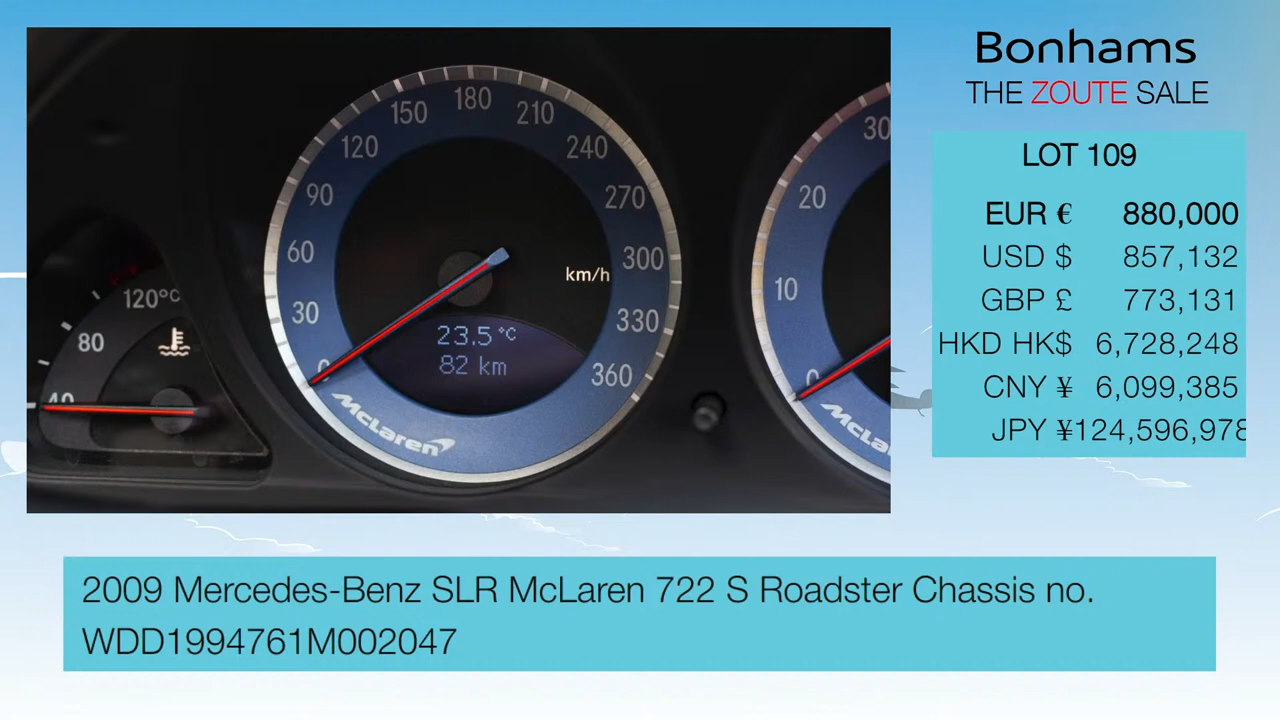 Bonhams
THE ZOUTE SALE
LOT 109
EUR € 880,000
USD $ 857,132
GBP £ 773,131
HKD HK$ 6,728,248
CNY ¥ 6,099,385
JPY ¥124,596,978
150 180 210
120 240
90 270
60 300
km/h
30 330
0 360
23.5 °C
82 km
McLaren
120°C
80
40
30
20
10
0
2009 Mercedes-Benz SLR McLaren 722 S Roadster Chassis no.
WDD1994761M002047